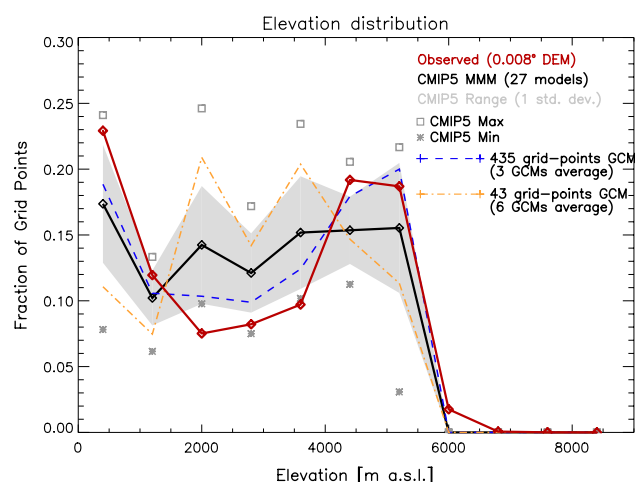 Elevation distribution
0.30
0.25
0.20
0.15
0.10
0.05
0.00
Fraction of Grid Points
Observed (0.008° DEM)
CMIP5 MMM (27 models)
CMIP5 Range (1 std. dev.)
CMIP5 Max
CMIP5 Min
435 grid-points GCM
(3 GCMs average)
43 grid-points GCM
(6 GCMs average)
0 2000 4000 6000 8000
Elevation [m a.s.l.]